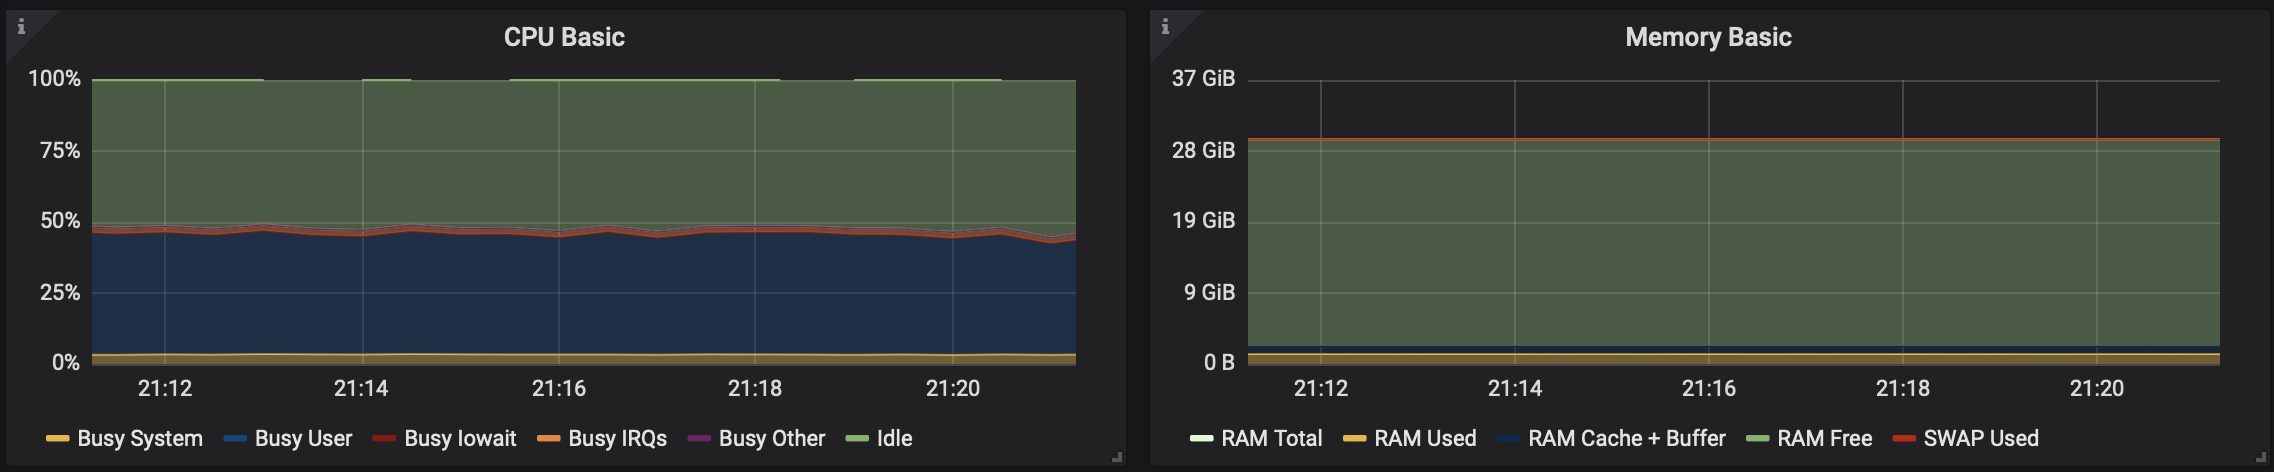 CPU Basic
100%
75%
50%
25%
0%
21:12 21:14 21:16 21:18 21:20
Busy System Busy User Busy Iowait Busy IRQs Busy Other Idle
Memory Basic
37 GiB
28 GiB
19 GiB
9 GiB
0 B
21:12 21:14 21:16 21:18 21:20
RAM Total RAM Used RAM Cache + Buffer RAM Free SWAP Used